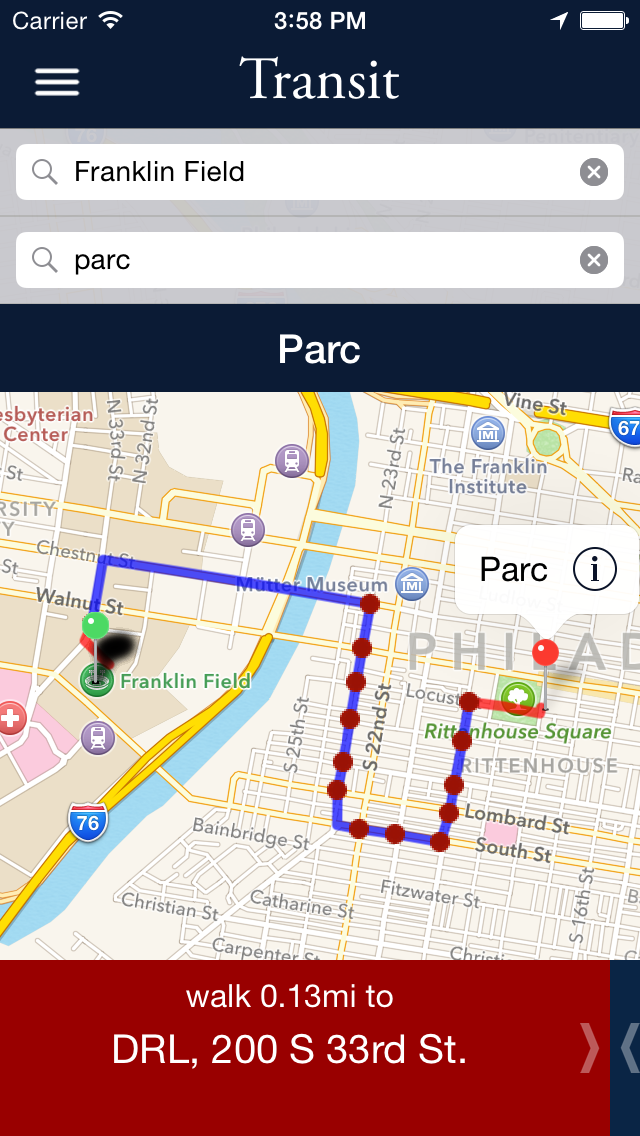 Carrier
3:58 PM
Transit
Franklin Field
parc
Parc
Vine St
esbyterian
Center
N 33rd St
N 32nd St
67
The Franklin
Institute
N 23rd St
St
RSITY
Y
Chestnut St
St
Walnut St
Mütter Museum
Parc
i
PHILAD
Franklin Field
Locust
Rittenhouse Square
RITTENHOUSE
S 25th St
S 22nd St
76
Lombard St
South St
Bainbridge St
Fitzwater St
S 16th St
Christian St
Catharine St
Carpenter St
Christi
walk 0.13mi to
DRL, 200 S 33rd St.